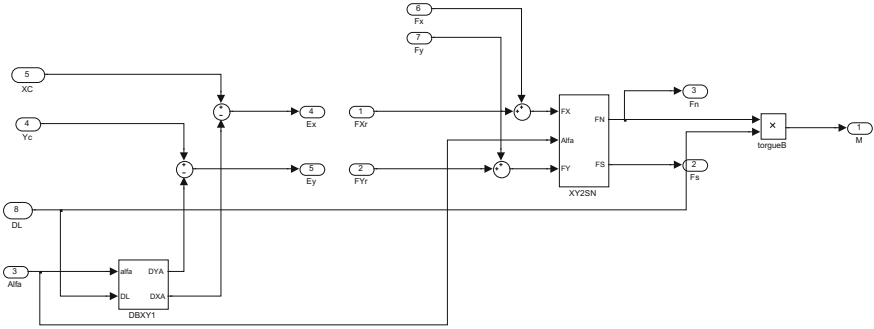 6
Fx
7
Fy
5
XC
4
Yc
+
−
4
Ex
+
−
5
Ey
1
FXr
2
FYr
+
+
+
+
FX
Alfa
FY
FN
FS
XY2SN
3
Fn
2
Fs
×
torgueB
1
M
8
DL
3
Alfa
alfa
DL
DYA
DXA
DBXY1